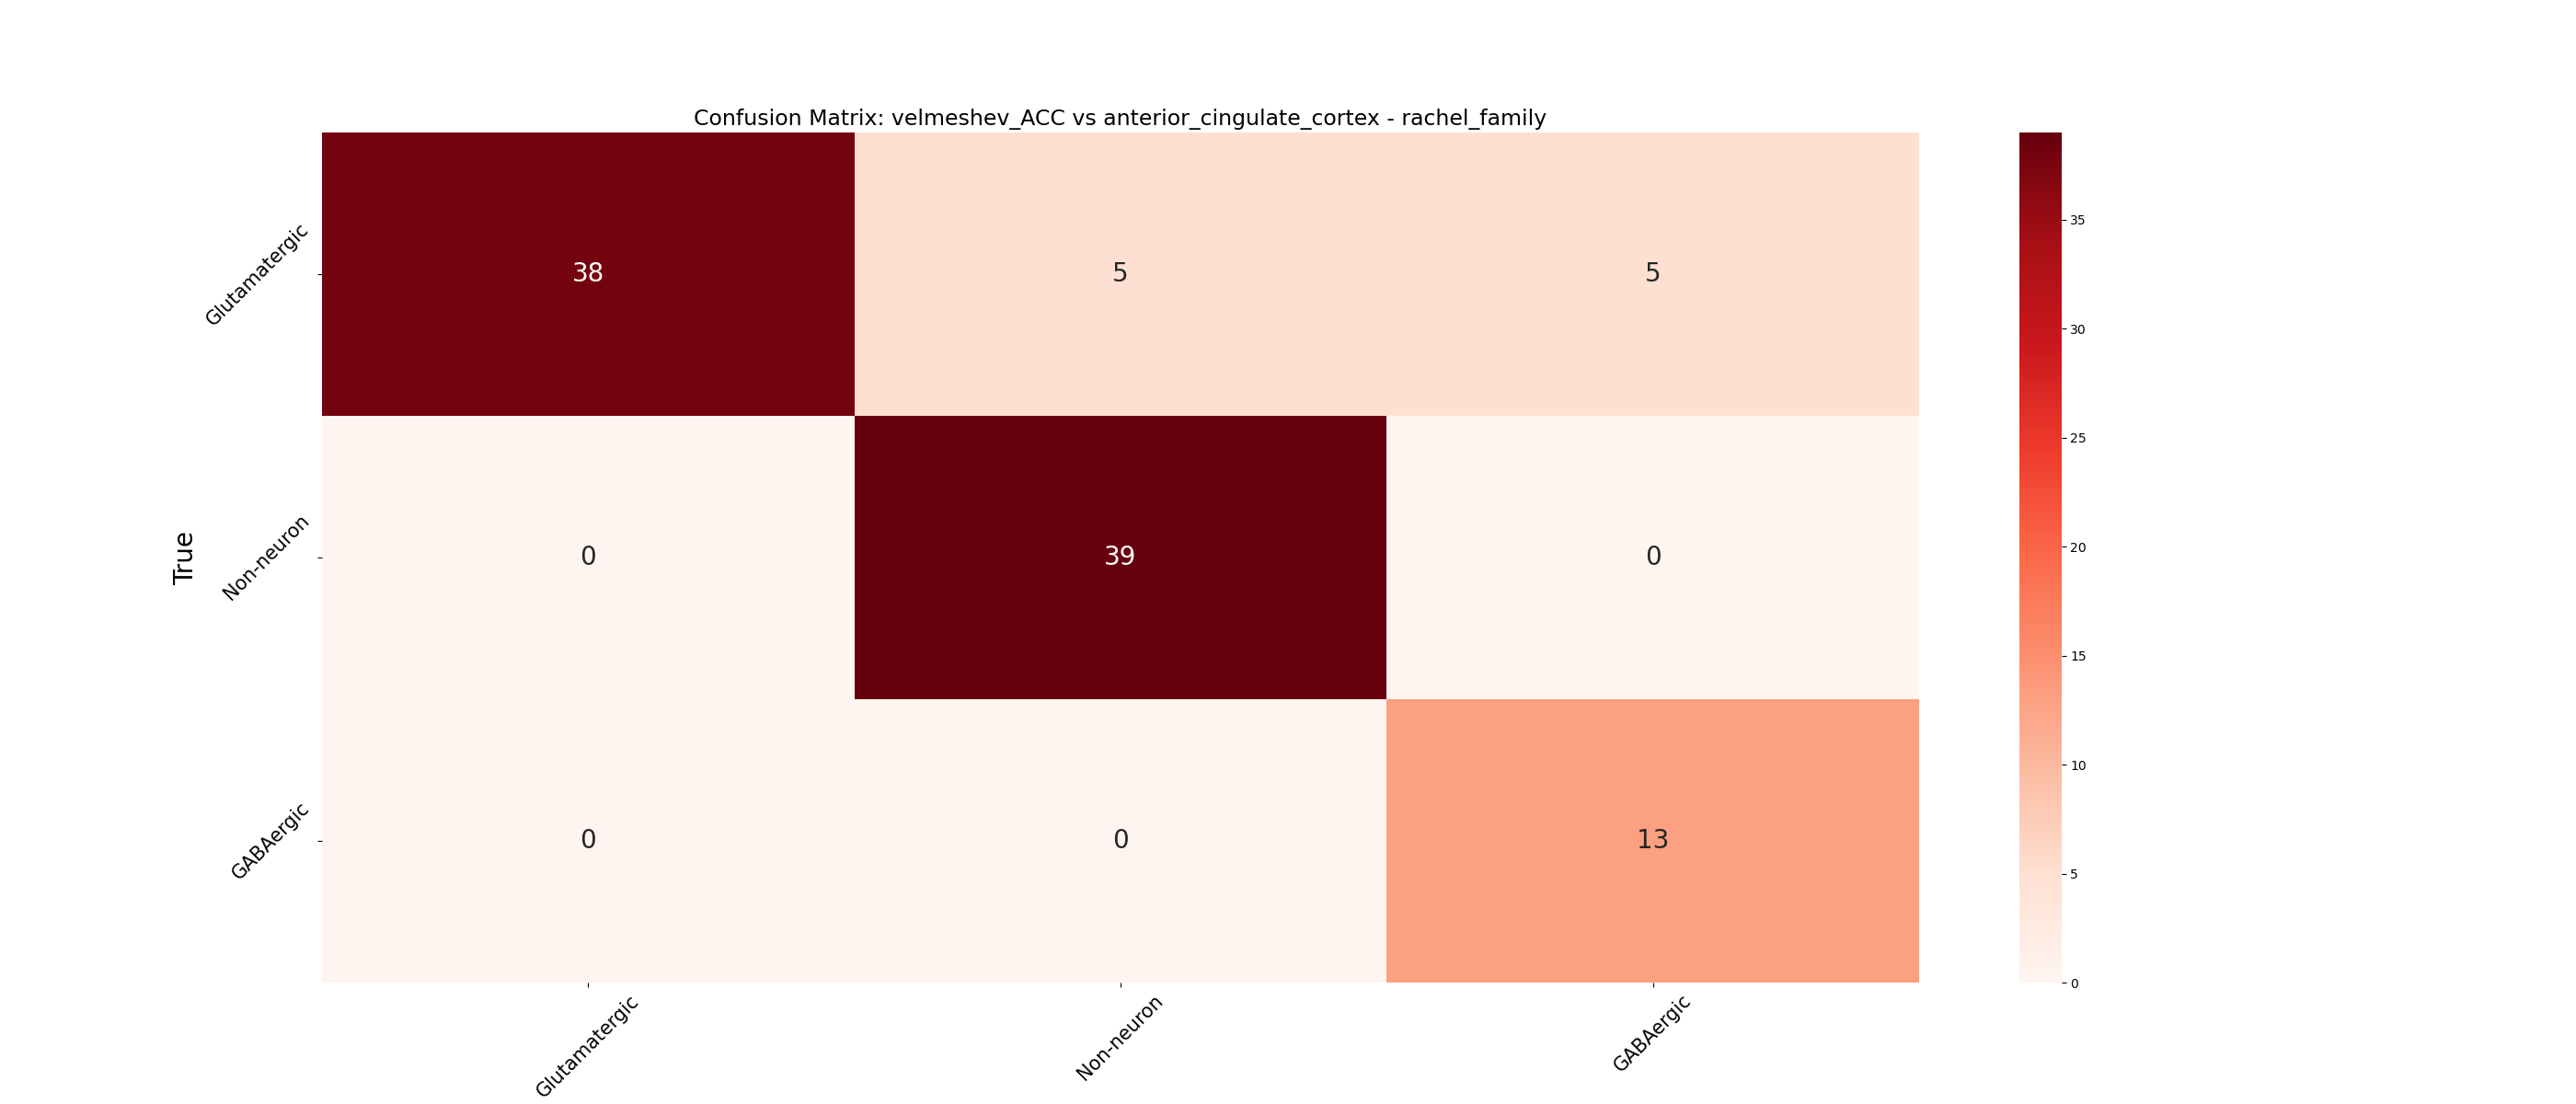 Confusion Matrix: velmeshev_ACC vs anterior_cingulate_cortex - rachel_family
True
Glutamatergic
38 5 5
Non-neuron
0 39 0
GABAergic
0 0 13
Glutamatergic Non-neuron GABAergic
35
30
25
20
15
10
5
0